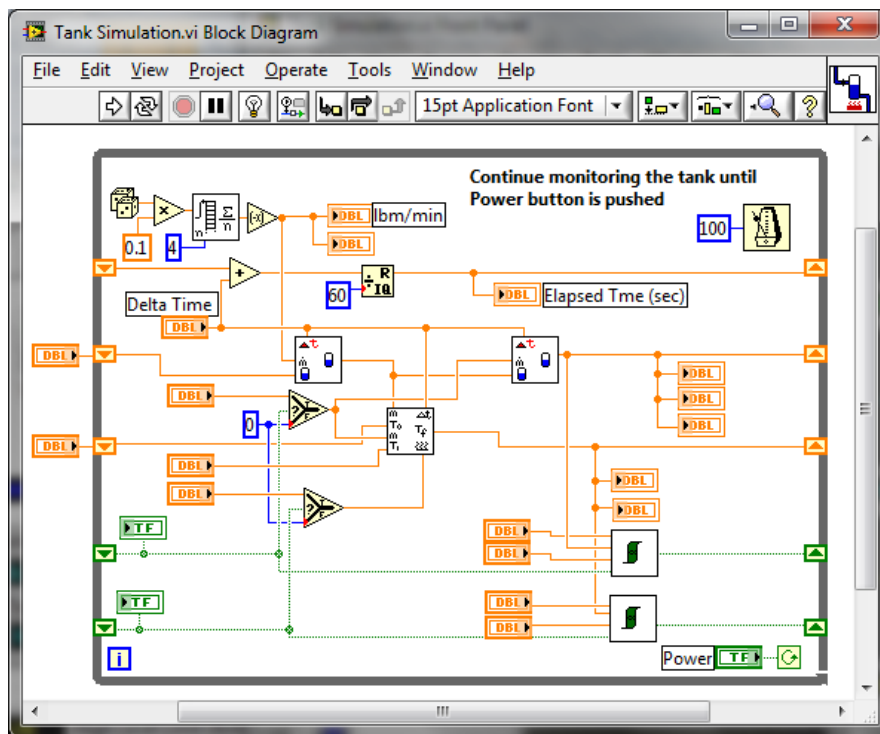 Tank Simulation.vi Block Diagram
File Edit View Project Operate Tools Window Help
15pt Application Font
Continue monitoring the tank until
Power button is pushed
DBL lbm/min
DBL
100
0.1
4
R
IQ
60
DBL Elapsed Tme (sec)
Delta Time
DBL
DBL
DBL
DBL
DBL
DBL
0
DBL
DBL
DBL
DBL
DBL
TF
DBL
DBL
TF
DBL
DBL
i
Power TF